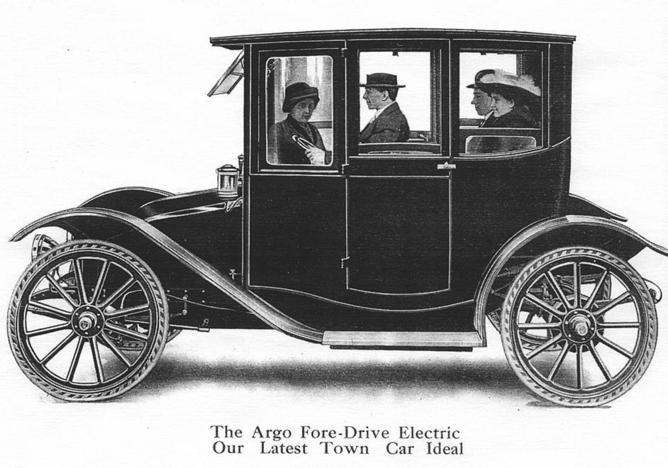 The Argo Fore-Drive Electric
Our Latest Town Car Ideal